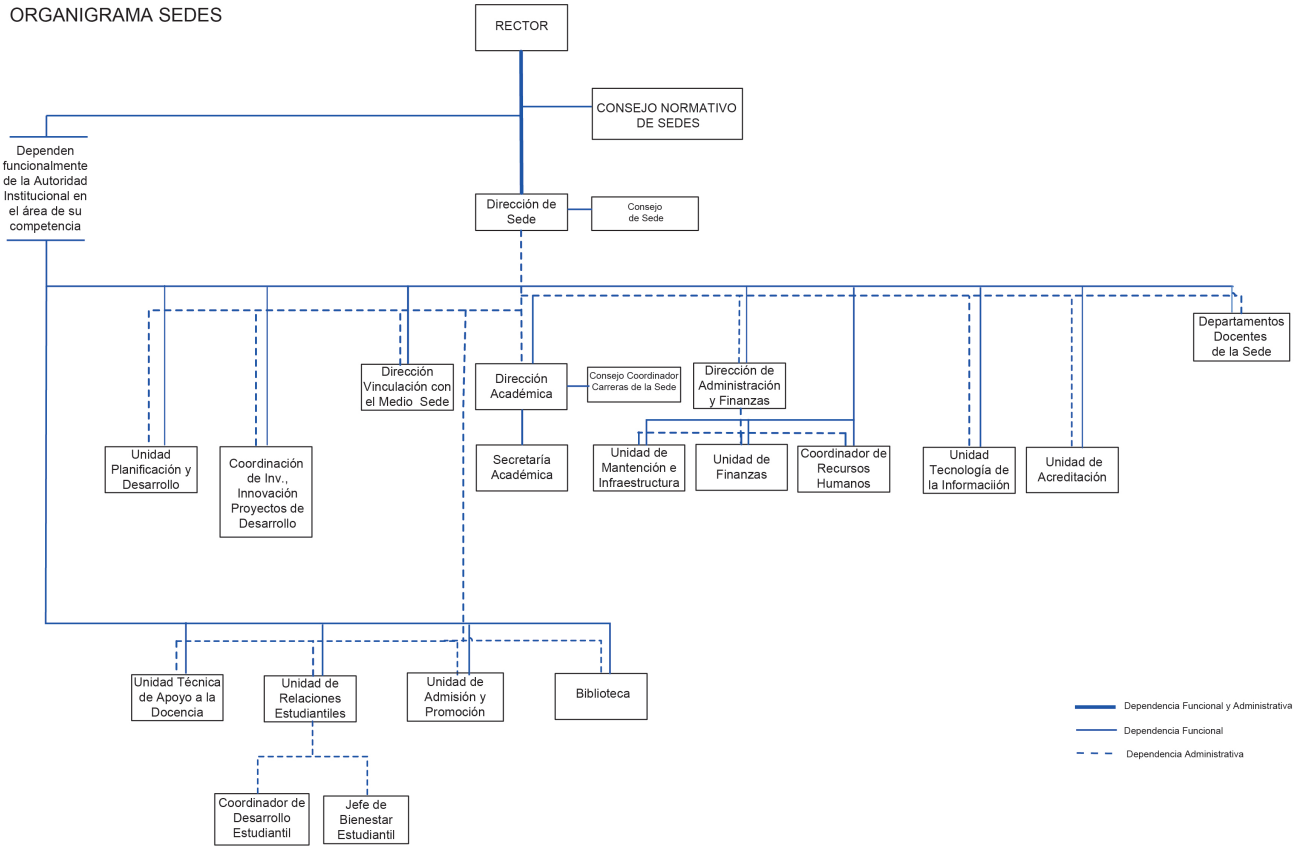 ORGANIGRAMA SEDES
RECTOR
CONSEJO NORMATIVO
DE SEDES
Dependen
funcionalmente
de la Autoridad
Institucional en
el área de su
competencia
Dirección de
Sede
Consejo
de Sede
Departamentos
Docentes
de la Sede
Dirección
Vinculación con
el Medio Sede
Dirección
Académica
Consejo Coordinador
Carreras de la Sede
Dirección de
Administración
y Finanzas
Unidad
Planificación y
Desarrollo
Coordinación
de Inv.,
Innovación
Proyectos de
Desarrollo
Secretaría
Académica
Unidad de
Mantención e
Infraestructura
Unidad de
Finanzas
Coordinador de
Recursos
Humanos
Unidad
Tecnología de
la Informaciión
Unidad de
Acreditación
Unidad Técnica
de Apoyo a la
Docencia
Unidad de
Relaciones
Estudiantiles
Unidad de
Admisión y
Promoción
Biblioteca
Dependencia Funcional y Administrativa
Dependencia Funcional
Dependencia Administrativa
Coordinador de
Desarrollo
Estudiantil
Jefe de
Bienestar
Estudiantil